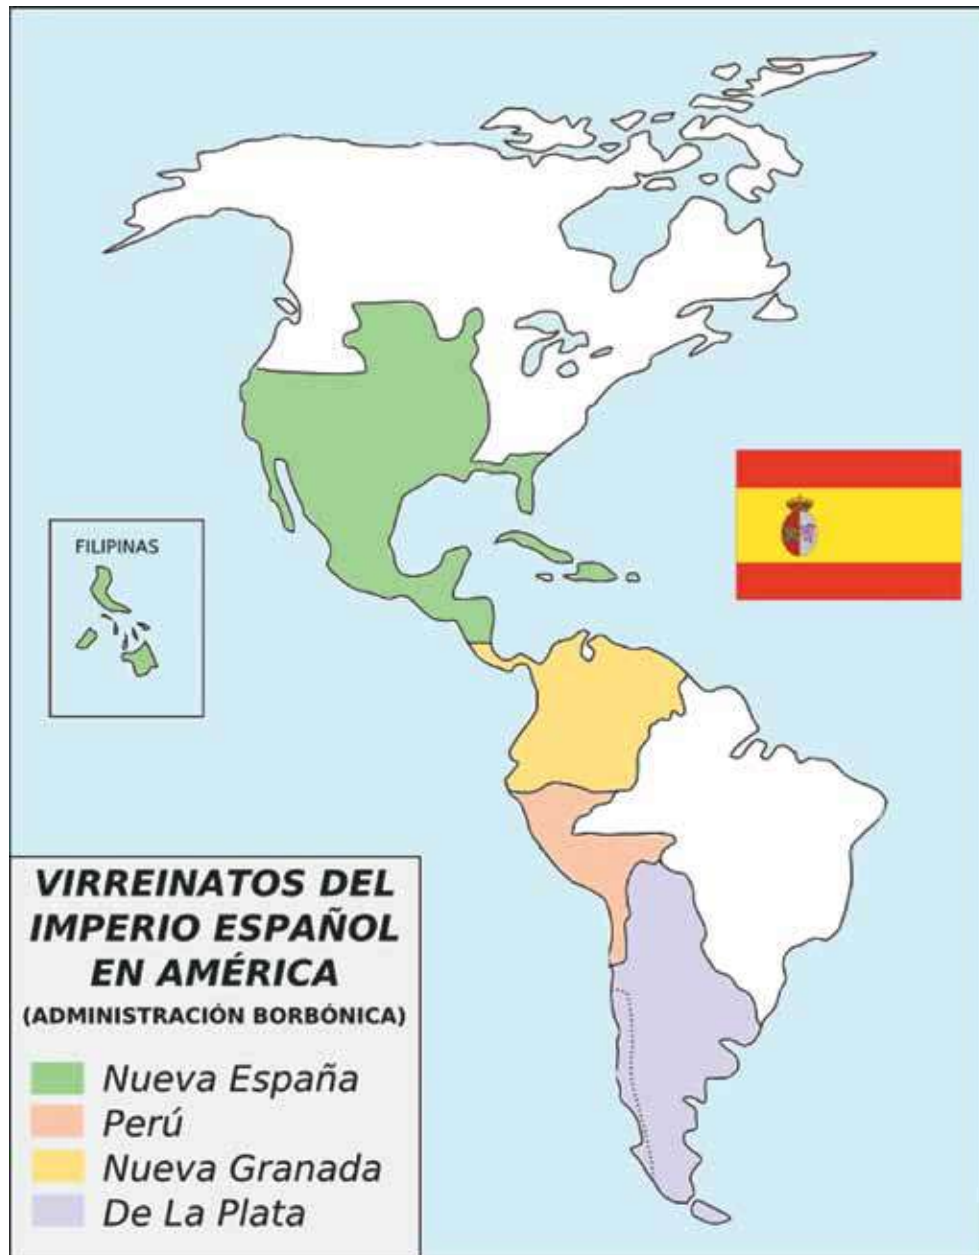 FILIPINAS
VIRREINATOS DEL
IMPERIO ESPAÑOL
EN AMÉRICA
(ADMINISTRACIÓN BORBÓNICA)
Nueva España
Perú
Nueva Granada
De La Plata